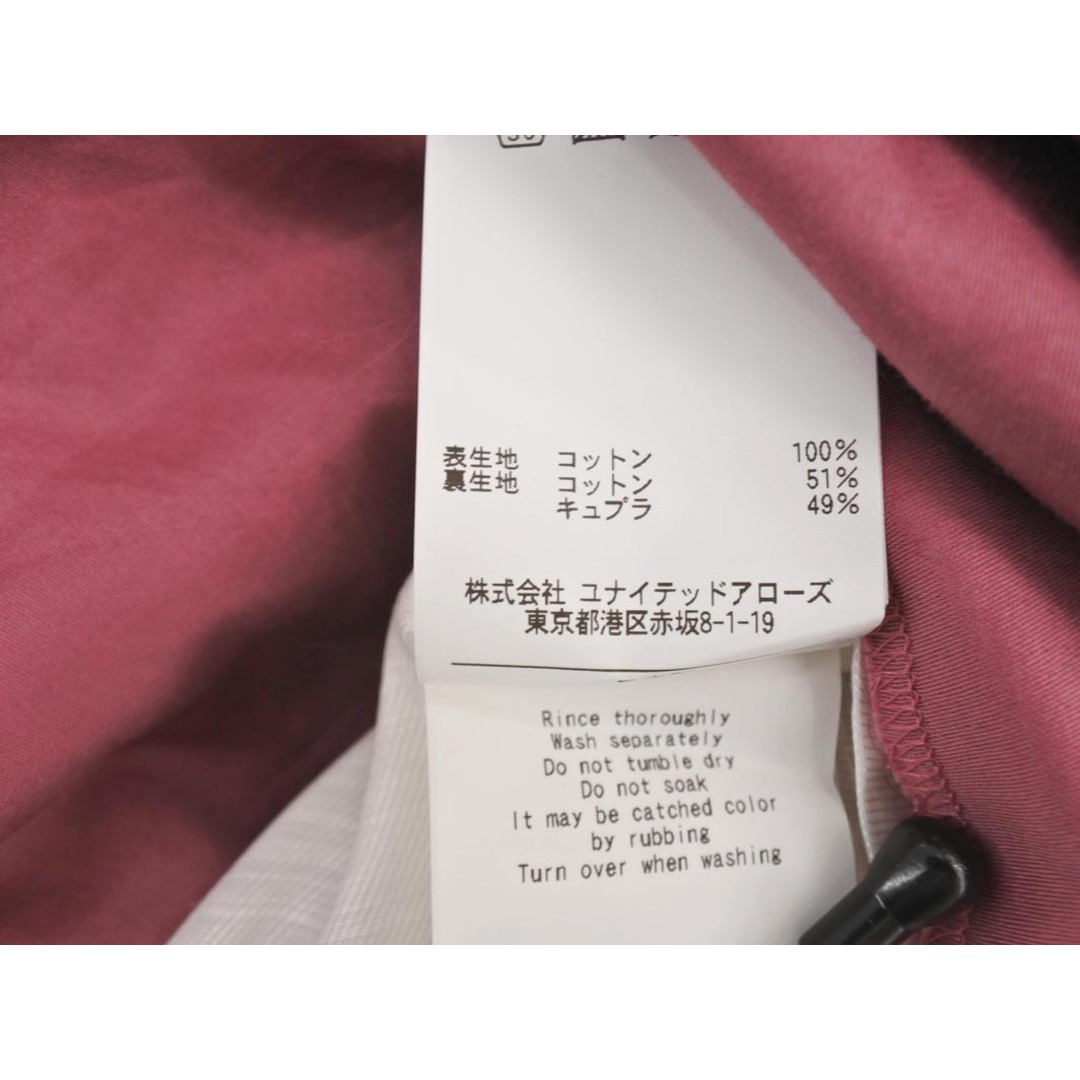 表生地 コットン 100%
裏生地 コットン 51%
キュプラ 49%
株式会社 ユナイテッドアローズ
東京都港区赤坂8-1-19
Rince thoroughly
Wash separately
Do not tumble dry
Do not soak
It may be catched color
by rubbing
Turn over when washing